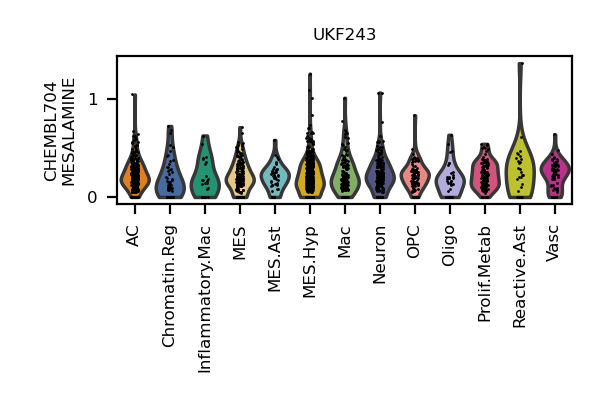 UKF243
CHEMBL704
MESALAMINE
1
0
AC
Chromatin.Reg
Inflammatory.Mac
MES
MES.Ast
MES.Hyp
Mac
Neuron
OPC
Oligo
Prolif.Metab
Reactive.Ast
Vasc